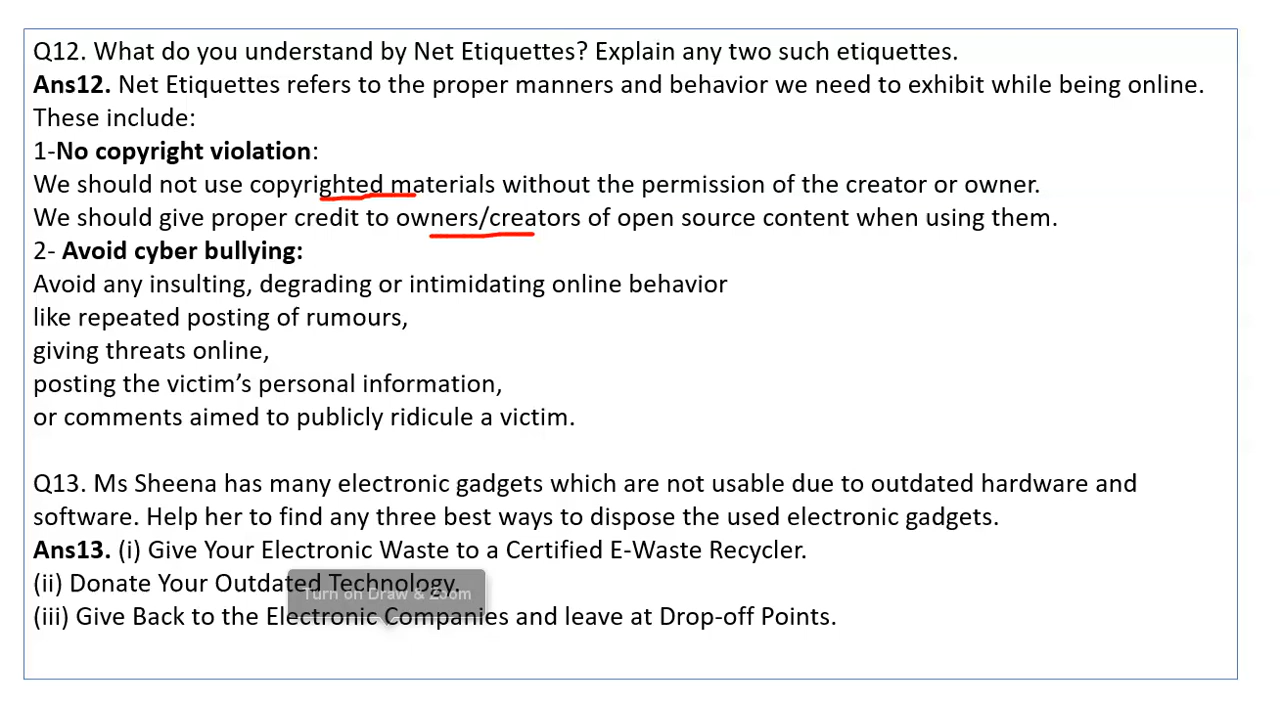 Q12. What do you understand by Net Etiquettes? Explain any two such etiquettes.
Ans12. Net Etiquettes refers to the proper manners and behavior we need to exhibit while being online.
These include:
1-No copyright violation:
We should not use copyrighted materials without the permission of the creator or owner.
We should give proper credit to owners/creators of open source content when using them.
2- Avoid cyber bullying:
Avoid any insulting, degrading or intimidating online behavior
like repeated posting of rumours,
giving threats online,
posting the victim’s personal information,
or comments aimed to publicly ridicule a victim.
Q13. Ms Sheena has many electronic gadgets which are not usable due to outdated hardware and
software. Help her to find any three best ways to dispose the used electronic gadgets.
Ans13. (i) Give Your Electronic Waste to a Certified E-Waste Recycler.
(ii) Donate Your Outdated Technology.
Turn on Draw & Zoom
(iii) Give Back to the Electronic Companies and leave at Drop-off Points.